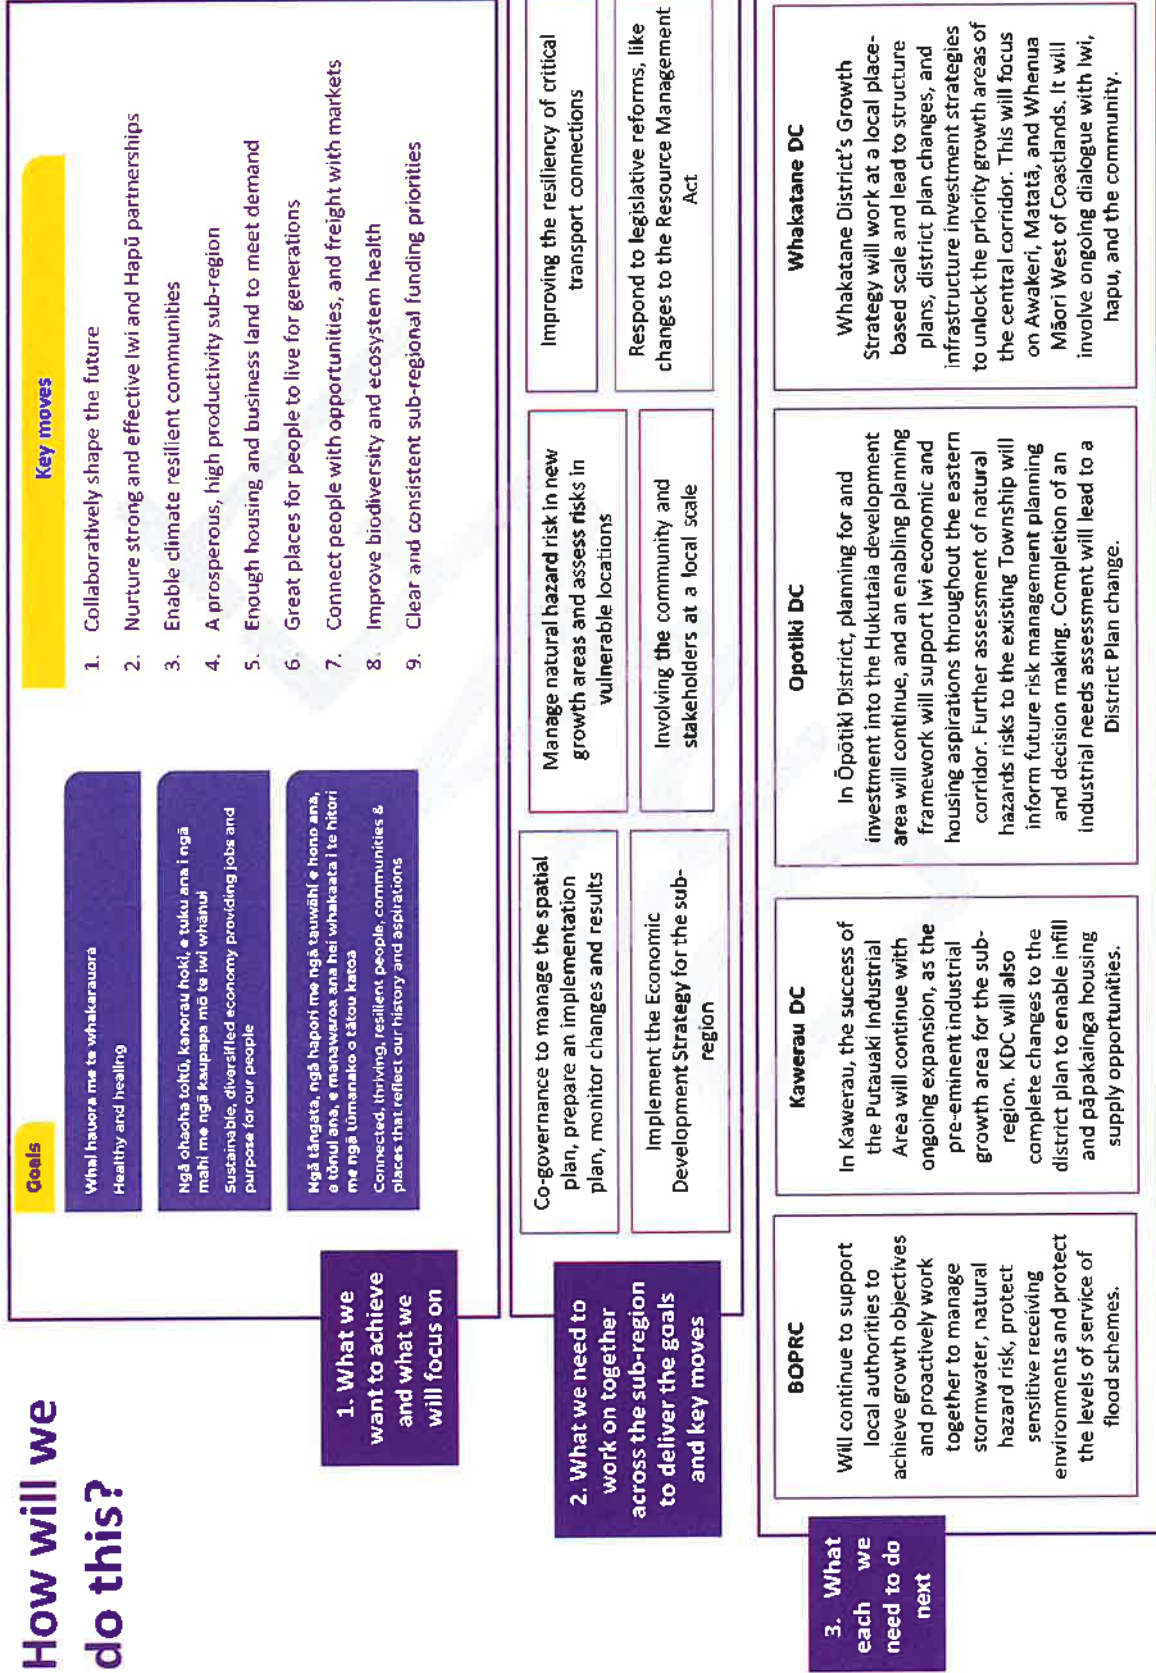 How will we
do this?
1. What we
want to achieve
and what we
will focus on
Goals
Whai hauora me te whakarauora
Healthy and healing
Ngā ohaoha toitū, kanorau hoki, e tuku ana i ngā
mahi me ngā kaupapa mō te iwi whānui
Sustainable, diversified economy providing jobs and
purpose for our people
Ngā tāngata, ngā hapori me ngā tauwāhi e hono ana,
e tōnui ana, e manawaroa ana hei whakaata i te hitori
me ngā tūmanako o tātou katoa
Connected, thriving, resilient people, communities &
places that reflect our history and aspirations
Key moves
1. Collaboratively shape the future
2. Nurture strong and effective Iwi and Hapū partnerships
3. Enable climate resilient communities
4. A prosperous, high productivity sub-region
5. Enough housing and business land to meet demand
6. Great places for people to live for generations
7. Connect people with opportunities, and freight with markets
8. Improve biodiversity and ecosystem health
9. Clear and consistent sub-regional funding priorities
2. What we need to
work on together
across the sub-region
to deliver the goals
and key moves
Co-governance to manage the spatial
plan, prepare an implementation
plan, monitor changes and results
Manage natural hazard risk in new
growth areas and assess risks in
vulnerable locations
Improving the resiliency of critical
transport connections
Implement the Economic
Development Strategy for the sub-
region
Involving the community and
stakeholders at a local scale
Respond to legislative reforms, like
changes to the Resource Management
Act
3. What
each we
need to do
next
BOPRC
Will continue to support
local authorities to
achieve growth objectives
and proactively work
together to manage
stormwater, natural
hazard risk, protect
sensitive receiving
environments and protect
the levels of service of
flood schemes.
Kawerau DC
In Kawerau, the success of
the Putauaki Industrial
Area will continue with
ongoing expansion, as the
pre-eminent industrial
growth area for the sub-
region. KDC will also
complete changes to the
district plan to enable infill
and pāpakainga housing
supply opportunities.
Opotiki DC
In Ōpōtiki District, planning for and
investment into the Hukutaia development
area will continue, and an enabling planning
framework will support Iwi economic and
housing aspirations throughout the eastern
corridor. Further assessment of natural
hazards risks to the existing Township will
inform future risk management planning
and decision making. Completion of an
industrial needs assessment will lead to a
District Plan change.
Whakatane DC
Whakatane District's Growth
Strategy will work at a local place-
based scale and lead to structure
plans, district plan changes, and
infrastructure investment strategies
to unlock the priority growth areas of
the central corridor. This will focus
on Awakeri, Matatā, and Whenua
Māori West of Coastlands. It will
involve ongoing dialogue with Iwi,
hapu, and the community.